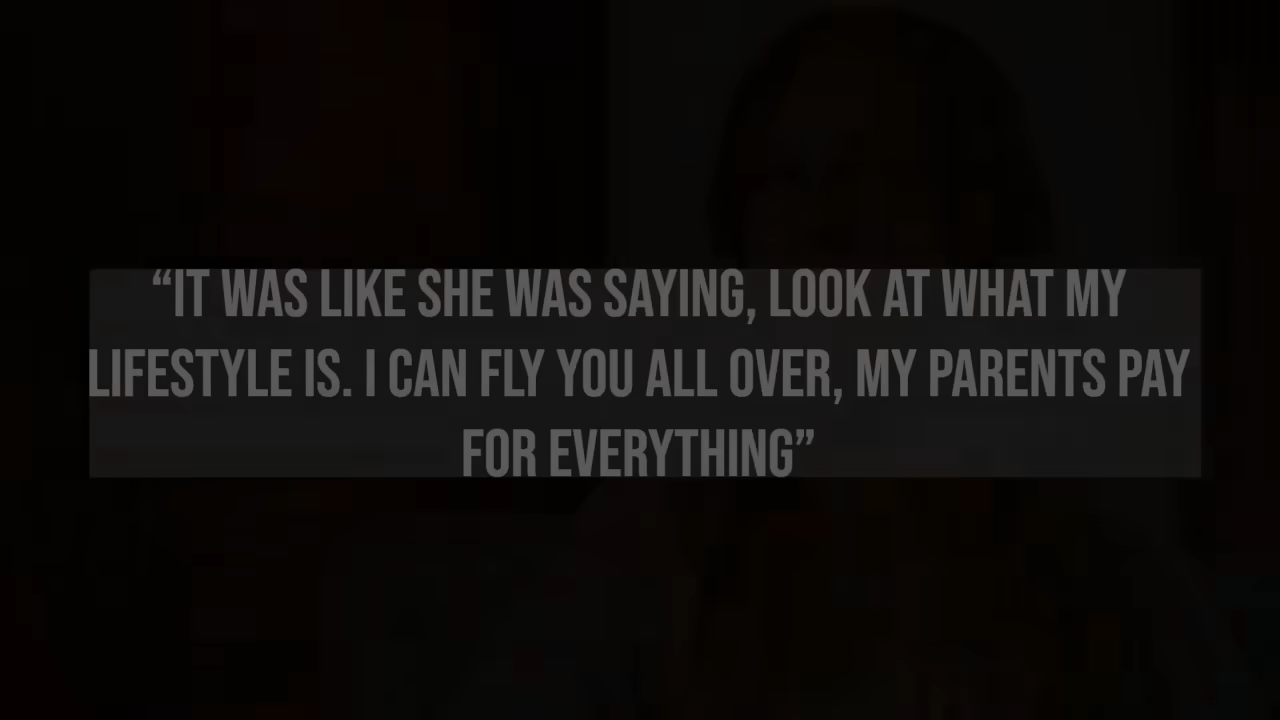 “IT WAS LIKE SHE WAS SAYING, LOOK AT WHAT MY
LIFESTYLE IS. I CAN FLY YOU ALL OVER, MY PARENTS PAY
FOR EVERYTHING”